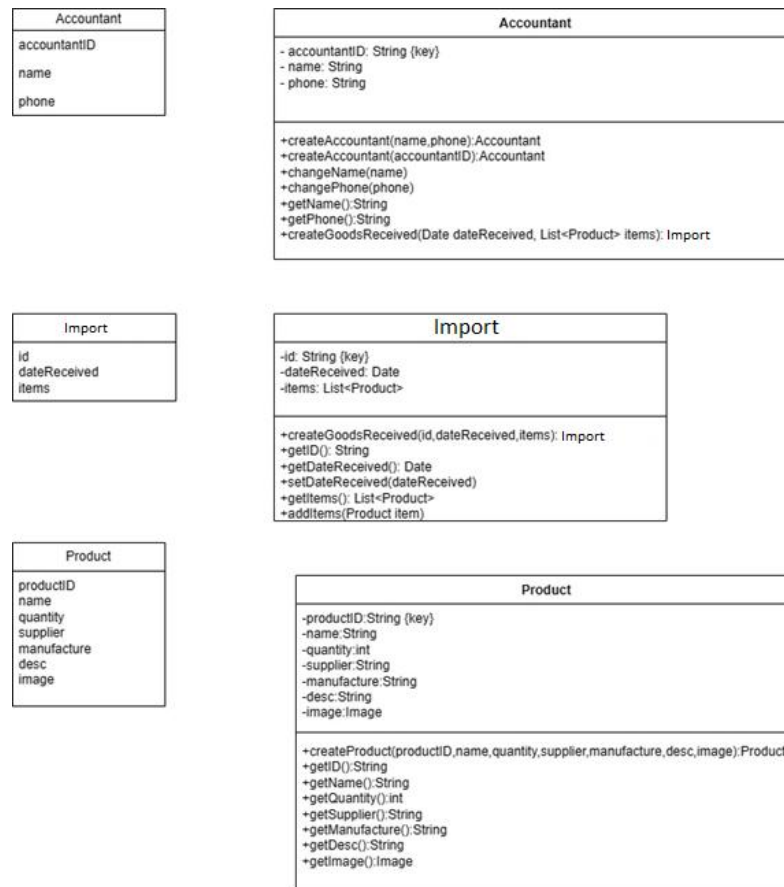 Accountant
accountantID
name
phone
Accountant
- accountantID: String {key}
- name: String
- phone: String
+createAccountant(name,phone):Accountant
+createAccountant(accountantID):Accountant
+changeName(name)
+changePhone(phone)
+getName():String
+getPhone():String
+createGoodsReceived(Date dateReceived, List<Product> items): Import
Import
id
dateReceived
items
Import
-id: String {key}
-dateReceived: Date
-items: List<Product>
+createGoodsReceived(id,dateReceived,items): Import
+getID(): String
+getDateReceived(): Date
+setDateReceived(dateReceived)
+getItems(): List<Product>
+addItems(Product item)
Product
productID
name
quantity
supplier
manufacture
desc
image
Product
-productID:String {key}
-name:String
-quantity:int
-supplier:String
-manufacture:String
-desc:String
-image:Image
+createProduct(productID,name,quantity,supplier,manufacture,desc,image):Product
+getID():String
+getName():String
+getQuantity():int
+getSupplier():String
+getManufacture():String
+getDesc():String
+getImage():Image